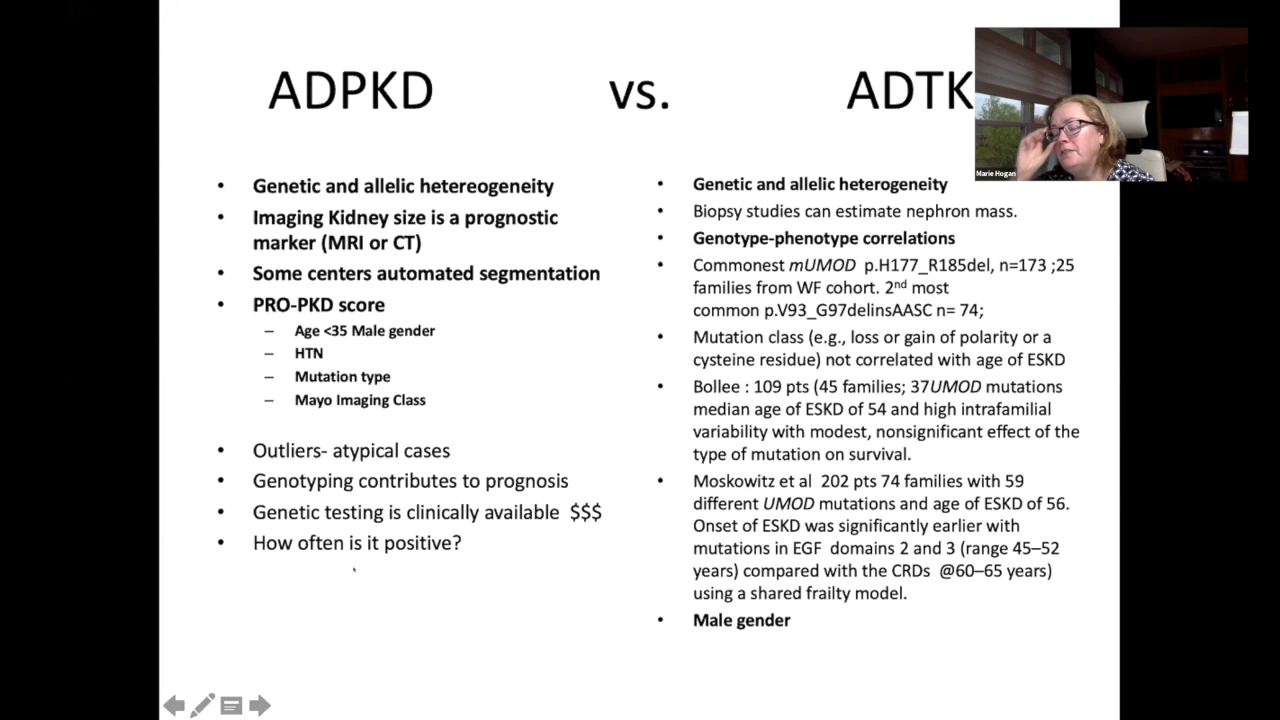 ADPKD vs. ADTK
Marie Hogan
• Genetic and allelic hetereogeneity
• Imaging Kidney size is a prognostic
marker (MRI or CT)
• Some centers automated segmentation
• PRO-PKD score
– Age <35 Male gender
– HTN
– Mutation type
– Mayo Imaging Class
• Outliers- atypical cases
• Genotyping contributes to prognosis
• Genetic testing is clinically available $$$
• How often is it positive?
• Genetic and allelic heterogeneity
• Biopsy studies can estimate nephron mass.
• Genotype-phenotype correlations
• Commonest mUMOD p.H177_R185del, n=173 ;25
families from WF cohort. 2nd most
common p.V93_G97delinsAASC n= 74;
• Mutation class (e.g., loss or gain of polarity or a
cysteine residue) not correlated with age of ESKD
• Bollee : 109 pts (45 families; 37UMOD mutations
median age of ESKD of 54 and high intrafamilial
variability with modest, nonsignificant effect of the
type of mutation on survival.
• Moskowitz et al 202 pts 74 families with 59
different UMOD mutations and age of ESKD of 56.
Onset of ESKD was significantly earlier with
mutations in EGF domains 2 and 3 (range 45–52
years) compared with the CRDs @60–65 years)
using a shared frailty model.
• Male gender